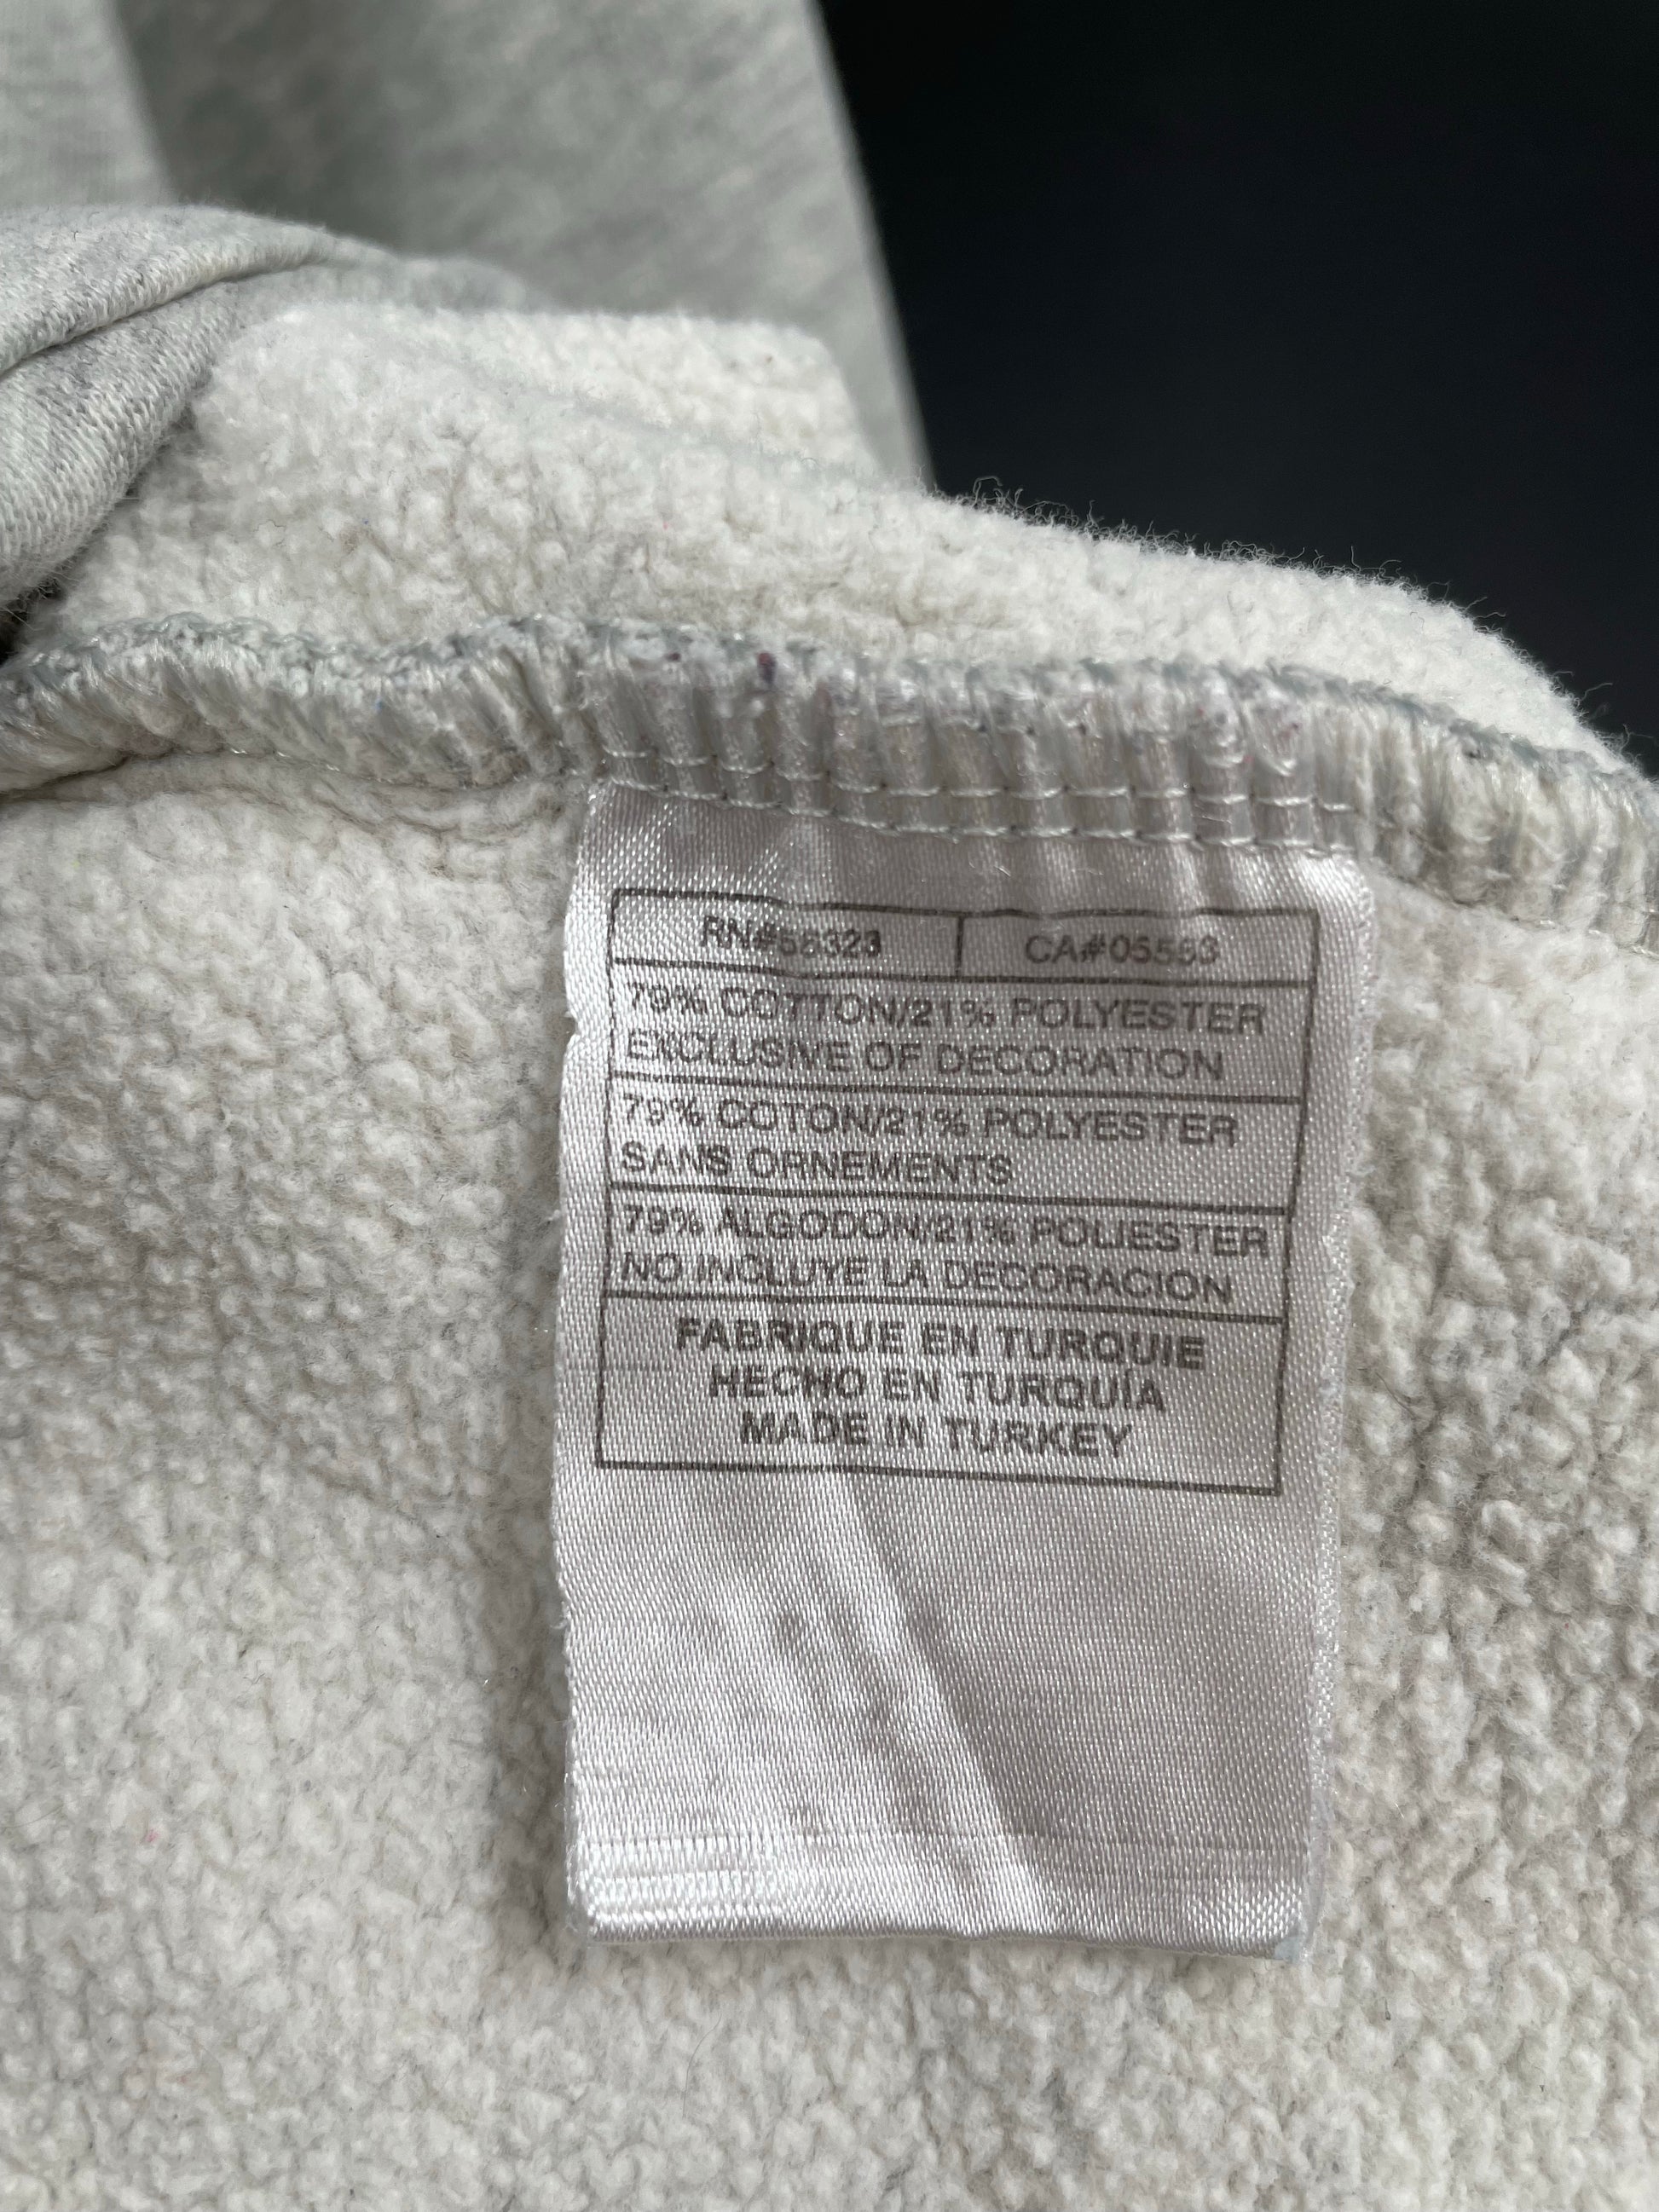 RN#56323 CA#05553
79% COTTON/21% POLYESTER
EXCLUSIVE OF DECORATION
79% COTON/21% POLYESTER
SANS ORNEMENTS
79% ALGODON/21% POLIESTER
NO INCLUYE LA DECORACION
FABRIQUE EN TURQUIE
HECHO EN TURQUÍA
MADE IN TURKEY